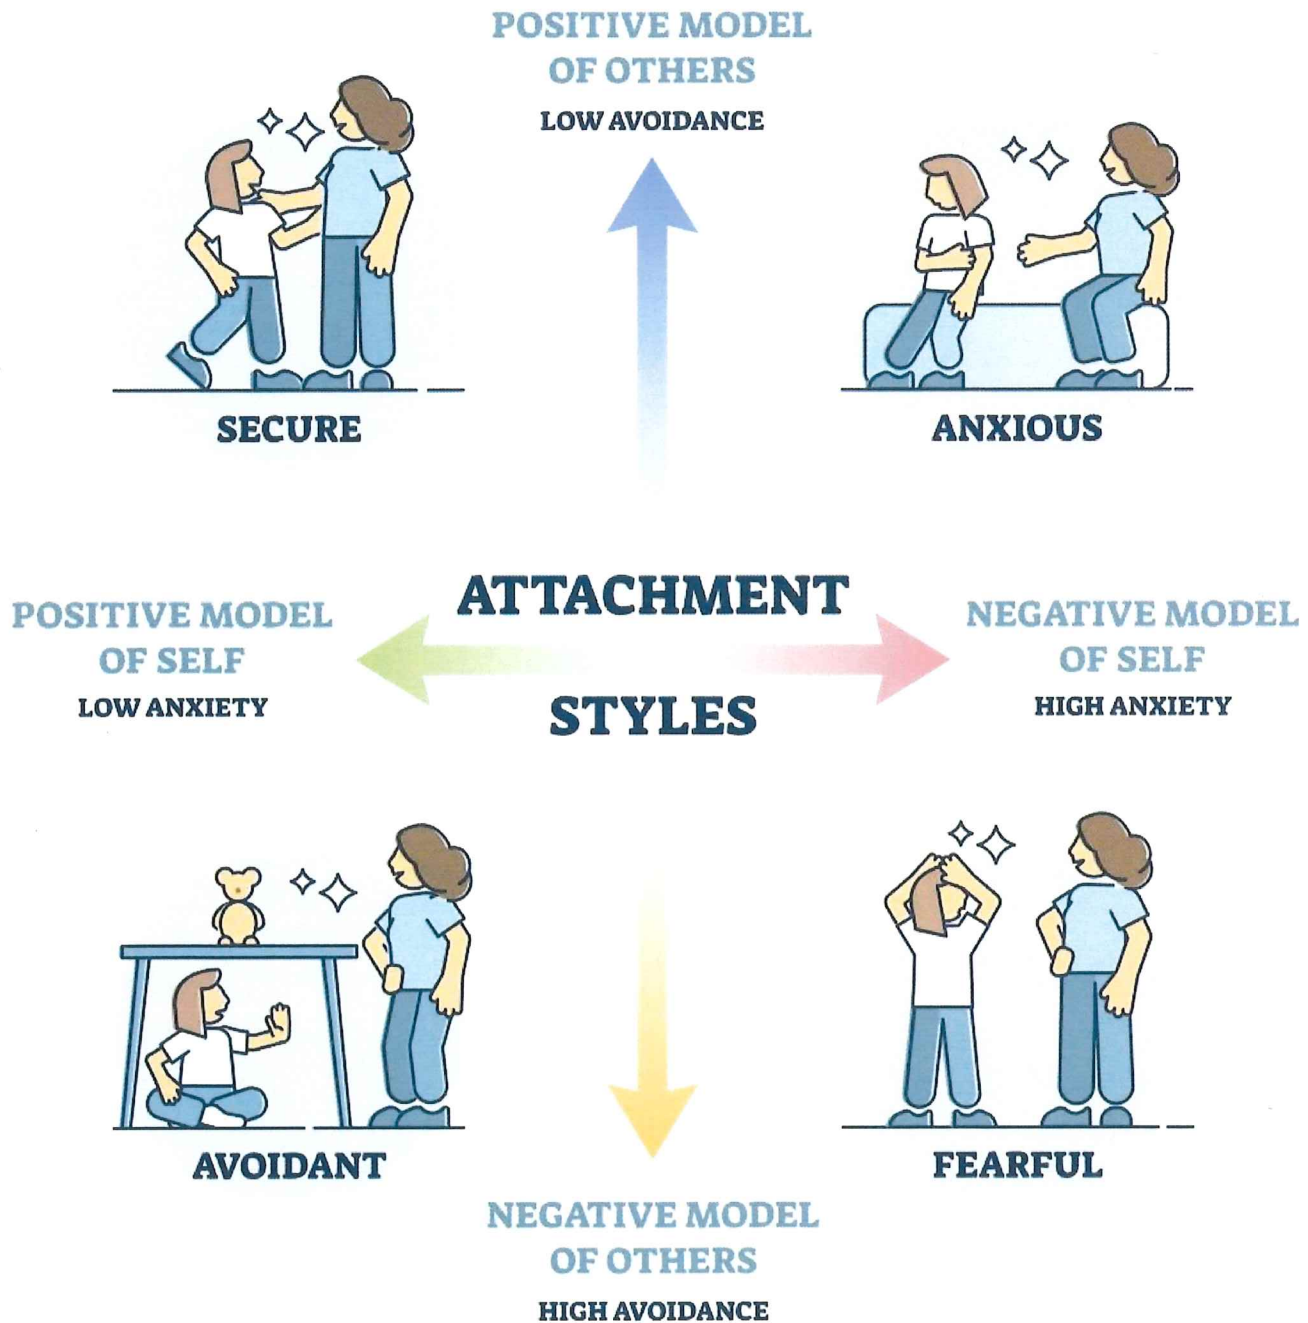 POSITIVE MODEL
OF OTHERS
LOW AVOIDANCE
SECURE
ANXIOUS
ATTACHMENT
STYLES
POSITIVE MODEL
OF SELF
LOW ANXIETY
NEGATIVE MODEL
OF SELF
HIGH ANXIETY
AVOIDANT
FEARFUL
NEGATIVE MODEL
OF OTHERS
HIGH AVOIDANCE